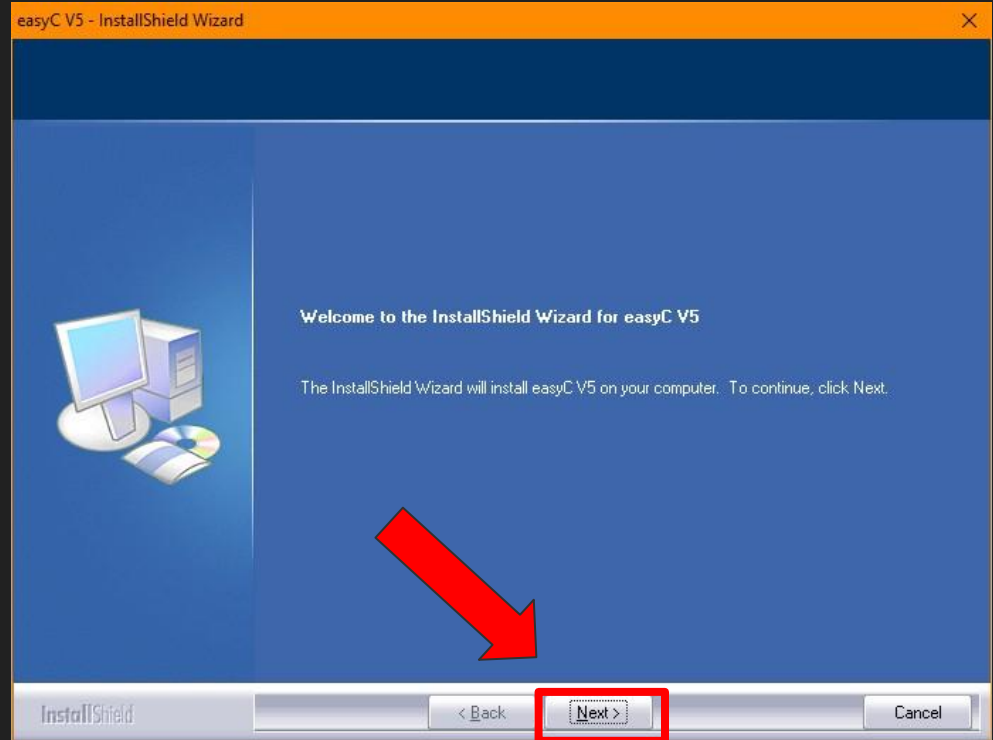 easyC V5 - InstallShield Wizard
Welcome to the InstallShield Wizard for easyC V5
The InstallShield Wizard will install easyC V5 on your computer. To continue, click Next.
InstallShield
< Back
Next >
Cancel